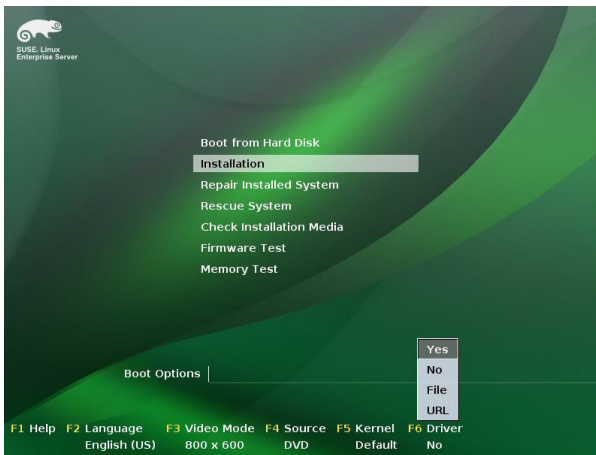 SUSE. Linux
Enterprise Server
Boot from Hard Disk
Installation
Repair Installed System
Rescue System
Check Installation Media
Firmware Test
Memory Test
Yes
No
File
URL
Boot Options
F1 Help F2 Language F3 Video Mode F4 Source F5 Kernel F6 Driver
English (US) 800 x 600 DVD Default No